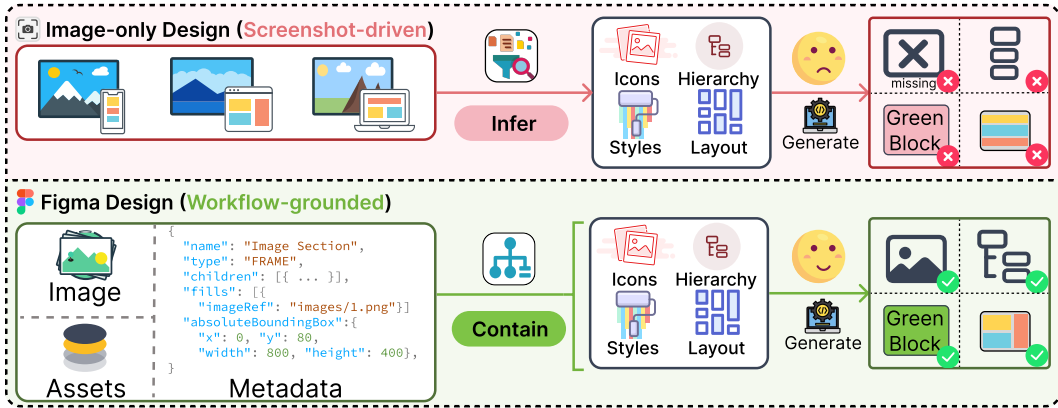 Image-only Design (Screenshot-driven)
Infer
Icons
Hierarchy
Styles
Layout
Generate
missing
Green
Block
Figma Design (Workflow-grounded)
Image
Assets
{
"name": "Image Section",
"type": "FRAME",
"children": [{ ... }],
"fills": [{
"imageRef": "images/1.png"}]
"absoluteBoundingBox":{
"x": 0, "y": 80,
"width": 800, "height": 400},
}
Metadata
Contain
Icons
Hierarchy
Styles
Layout
Generate
Green
Block